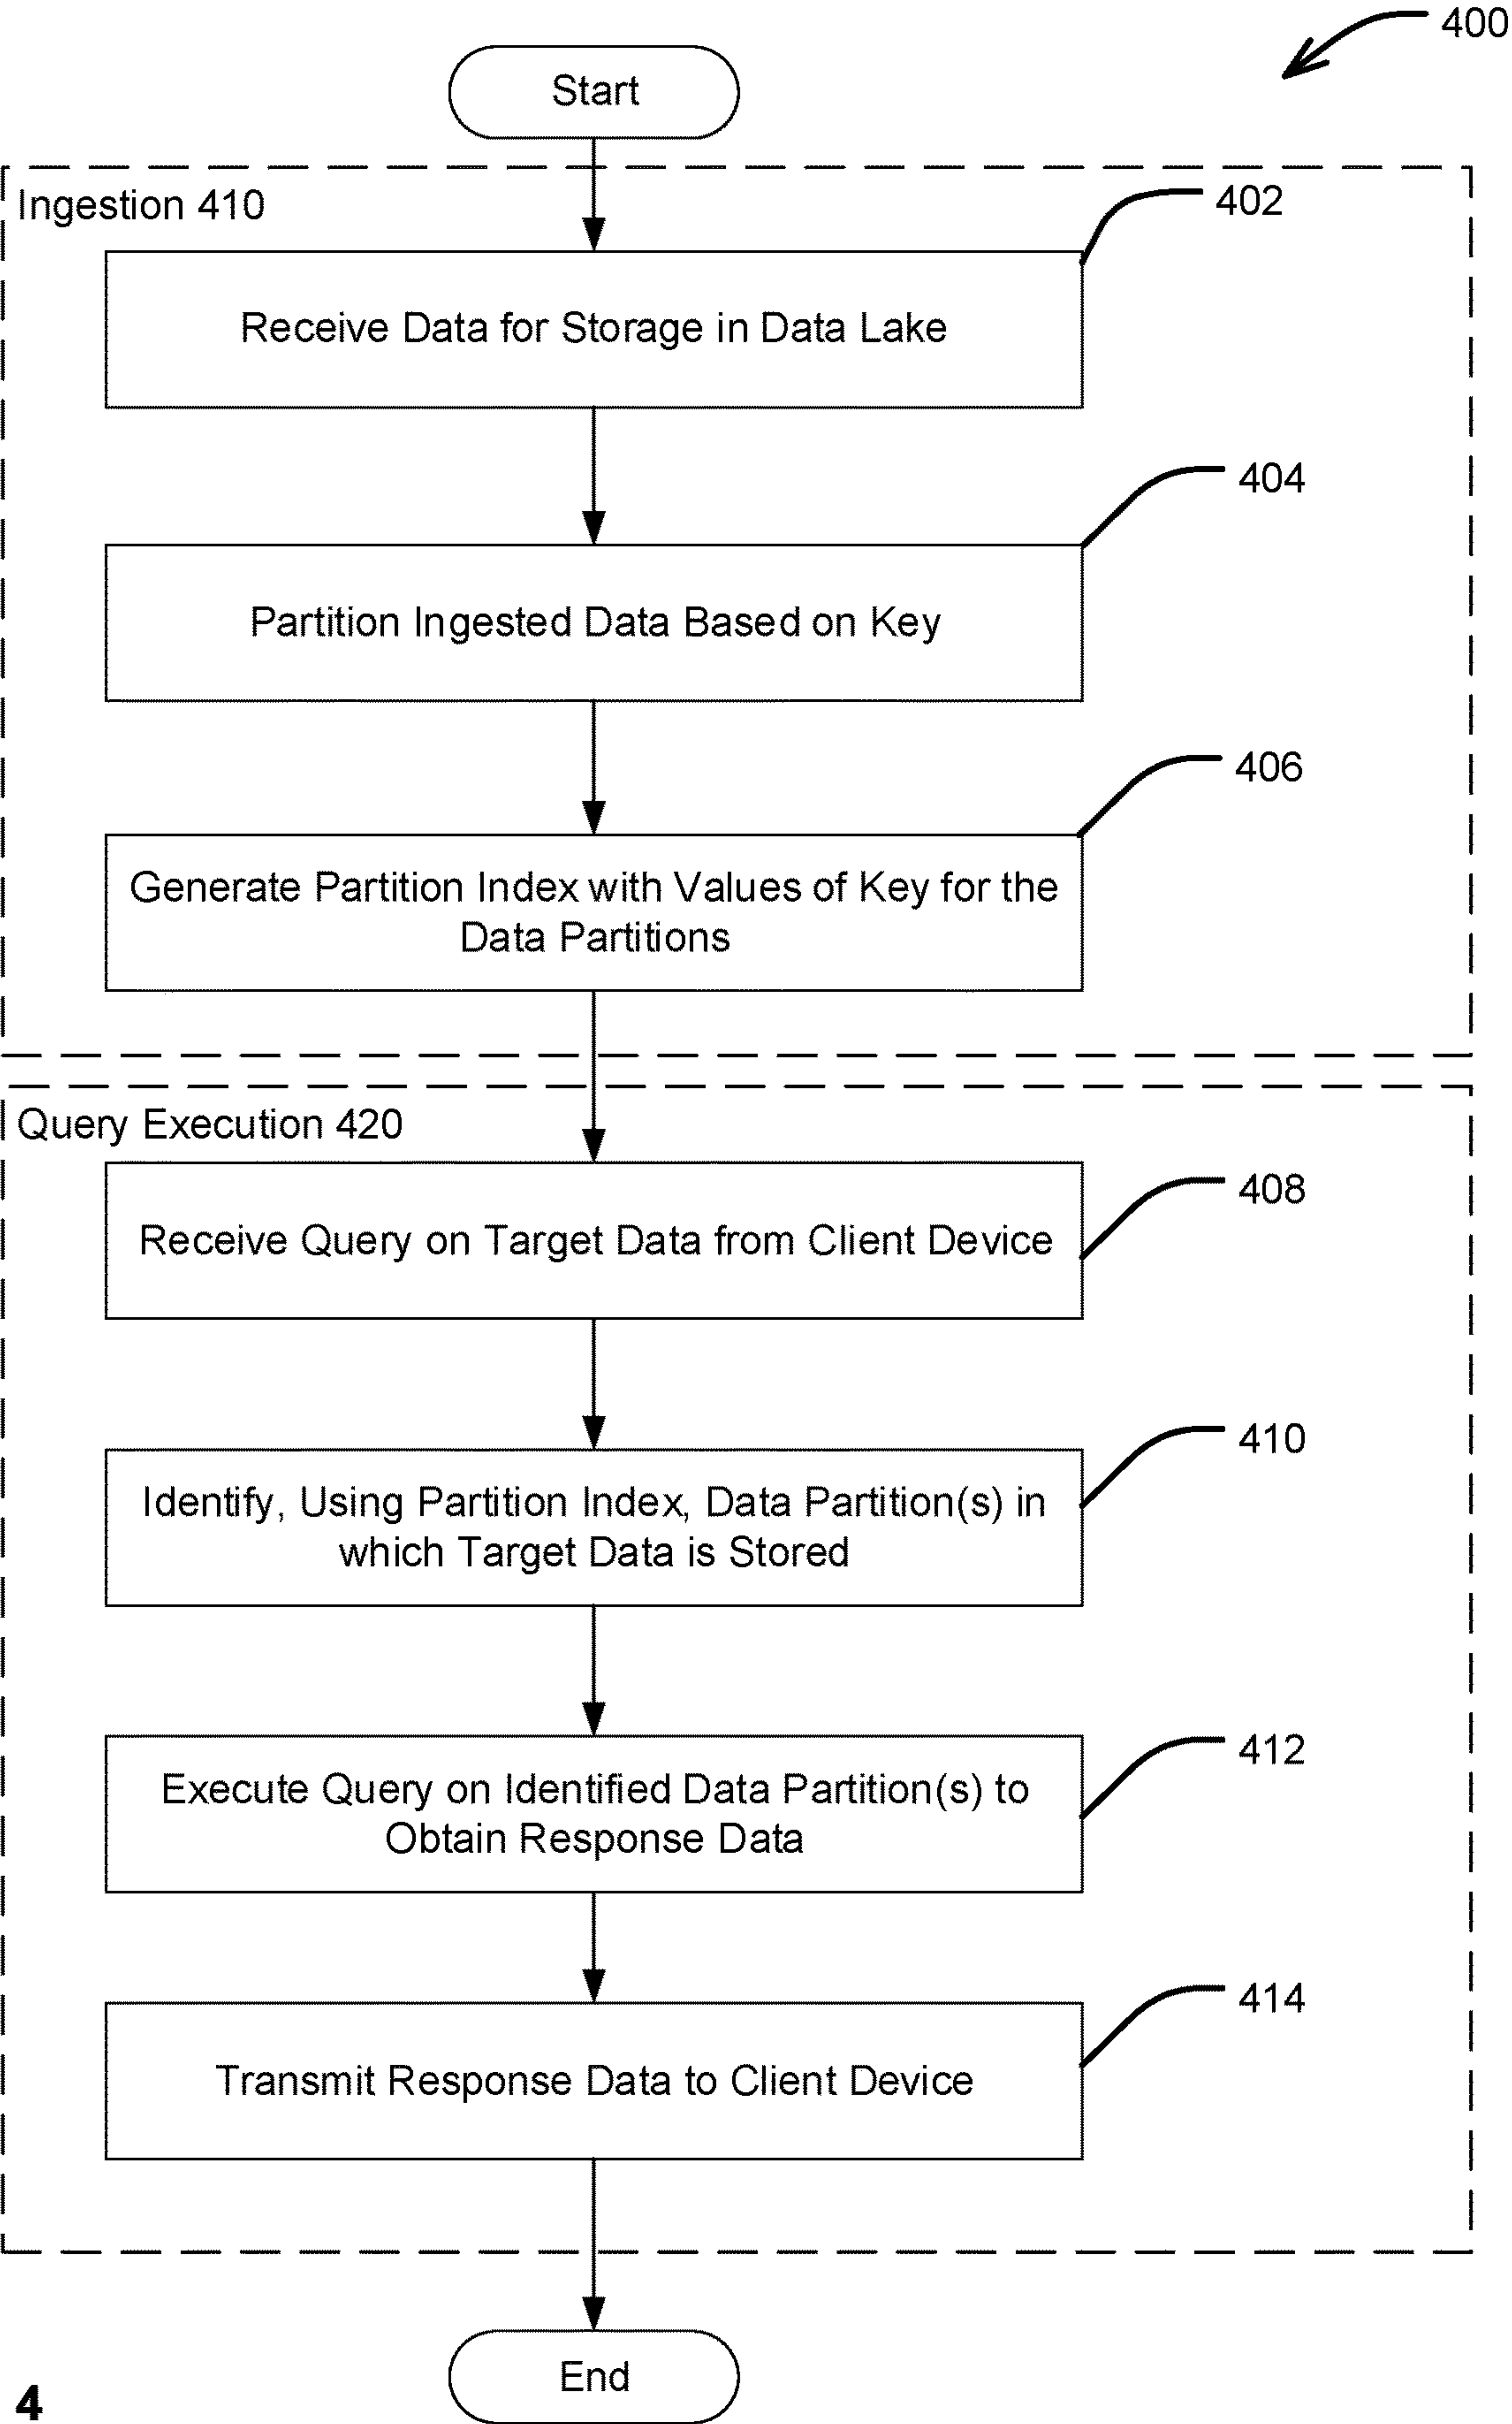 400
Start
Ingestion 410
402
Receive Data for Storage in Data Lake
404
Partition Ingested Data Based on Key
406
Generate Partition Index with Values of Key for the
Data Partitions
Query Execution 420
408
Receive Query on Target Data from Client Device
410
Identify, Using Partition Index, Data Partition(s) in
which Target Data is Stored
412
Execute Query on Identified Data Partition(s) to
Obtain Response Data
414
Transmit Response Data to Client Device
End
4